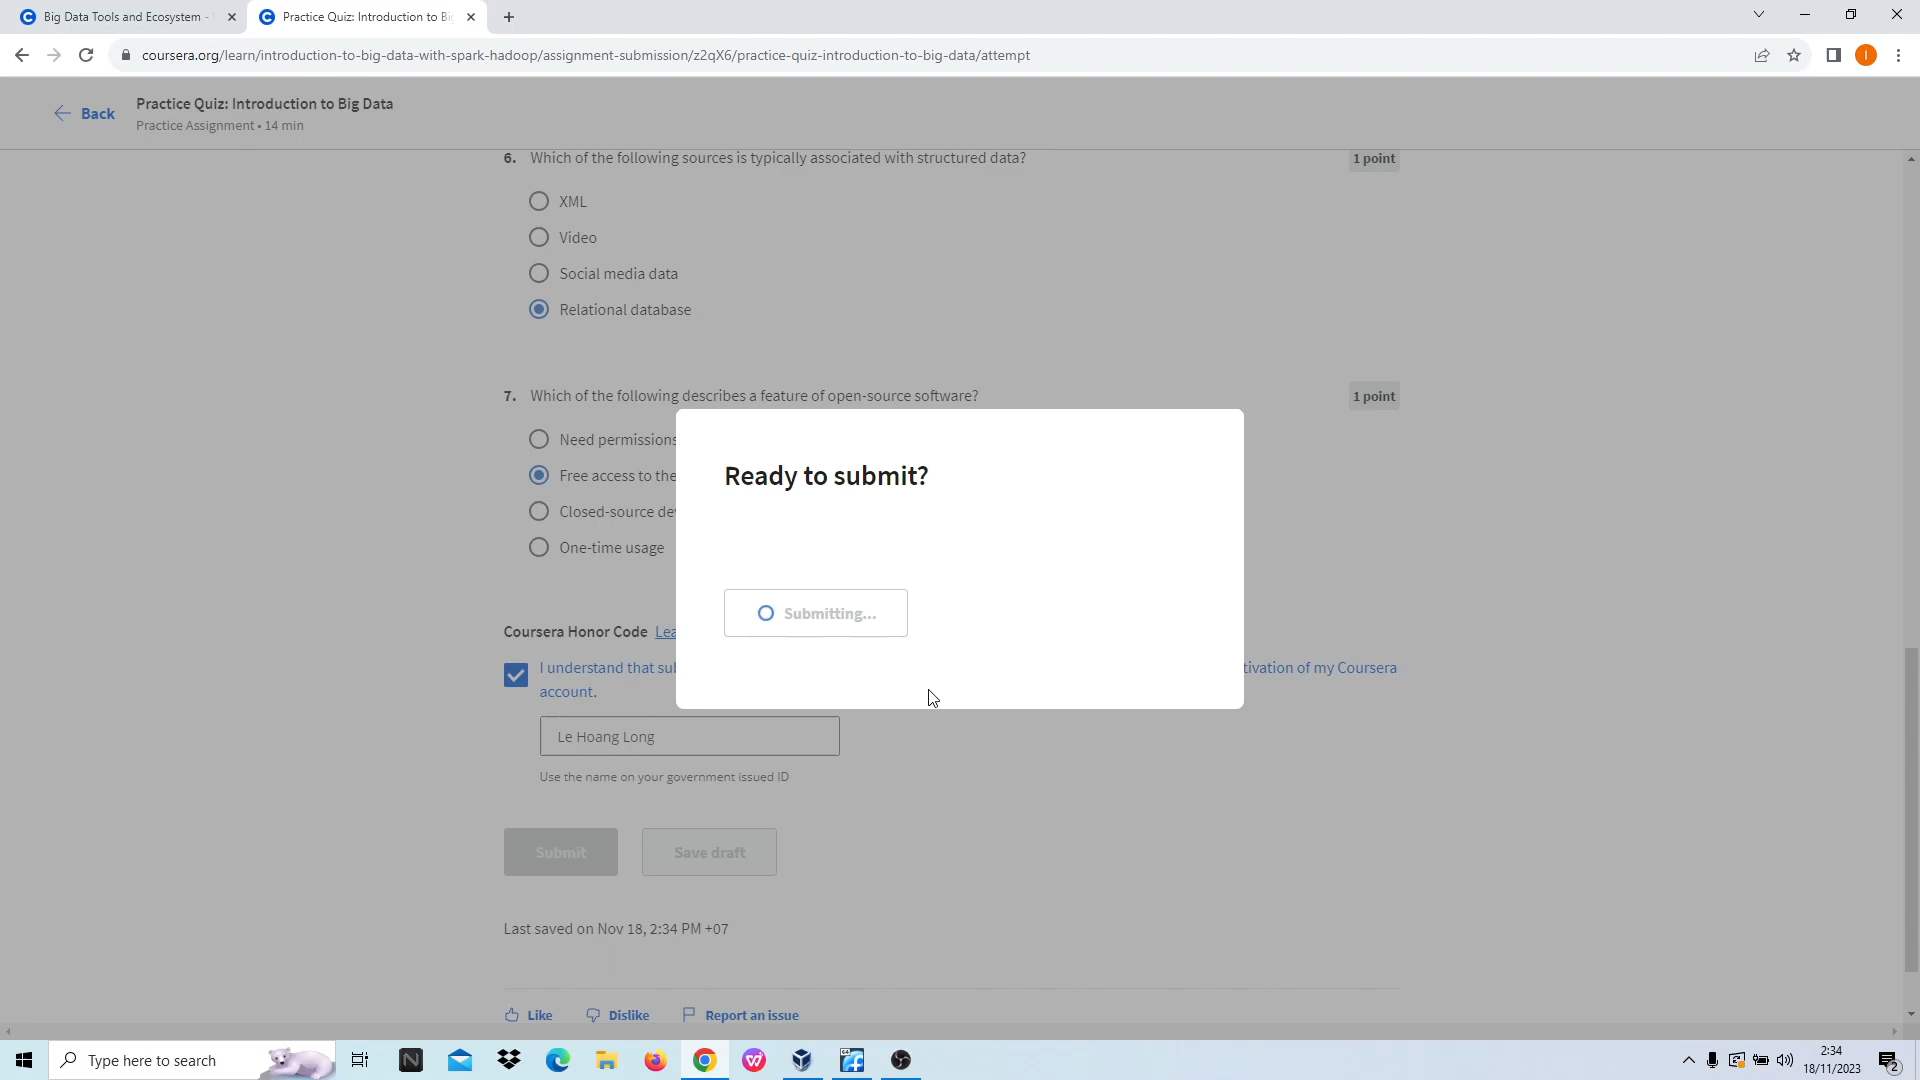 Big Data Tools and Ecosystem -
Practice Quiz: Introduction to Bi
coursera.org/learn/introduction-to-big-data-with-spark-hadoop/assignment-submission/z2qX6/practice-quiz-introduction-to-big-data/attempt
I
Back
Practice Quiz: Introduction to Big Data
Practice Assignment • 14 min
6. Which of the following sources is typically associated with structured data?
1 point
XML
Video
Social media data
Relational database
7. Which of the following describes a feature of open-source software?
1 point
Need permissions
Free access to the
Closed-source de
One-time usage
Ready to submit?
Submitting...
Coursera Honor Code Lea
I understand that sul
tivation of my Coursera
account.
Le Hoang Long
Use the name on your government issued ID
Submit
Save draft
Last saved on Nov 18, 2:34 PM +07
Like
Dislike
Report an issue
Type here to search
2:34
18/11/2023
2